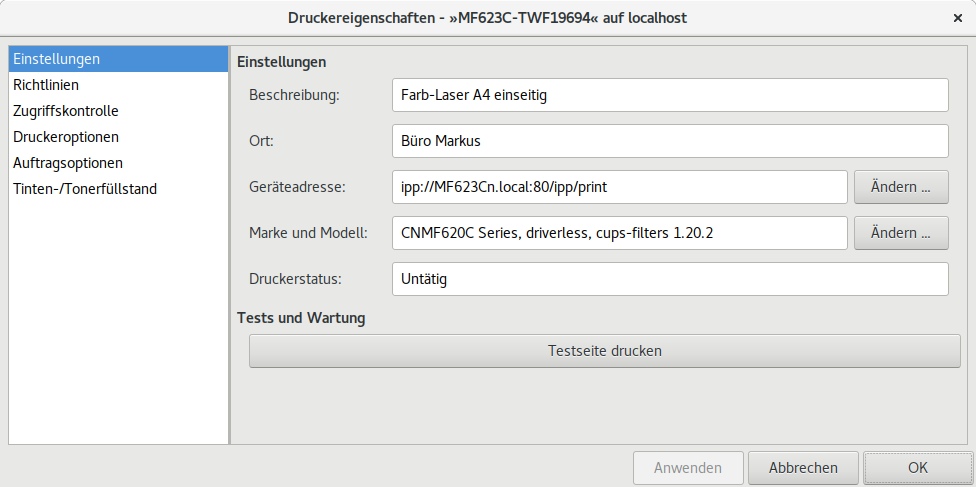 Druckereigenschaften - »MF623C-TWF19694« auf localhost
×
Einstellungen
Richtlinien
Zugriffskontrolle
Druckeroptionen
Auftragsoptionen
Tinten-/Tonerfüllstand
Einstellungen
Beschreibung: Farb-Laser A4 einseitig
Ort: Büro Markus
Geräteadresse: ipp://MF623Cn.local:80/ipp/print Ändern ...
Marke und Modell: CNMF620C Series, driverless, cups-filters 1.20.2 Ändern ...
Druckerstatus: Untätig
Tests und Wartung
Testseite drucken
Anwenden Abbrechen OK